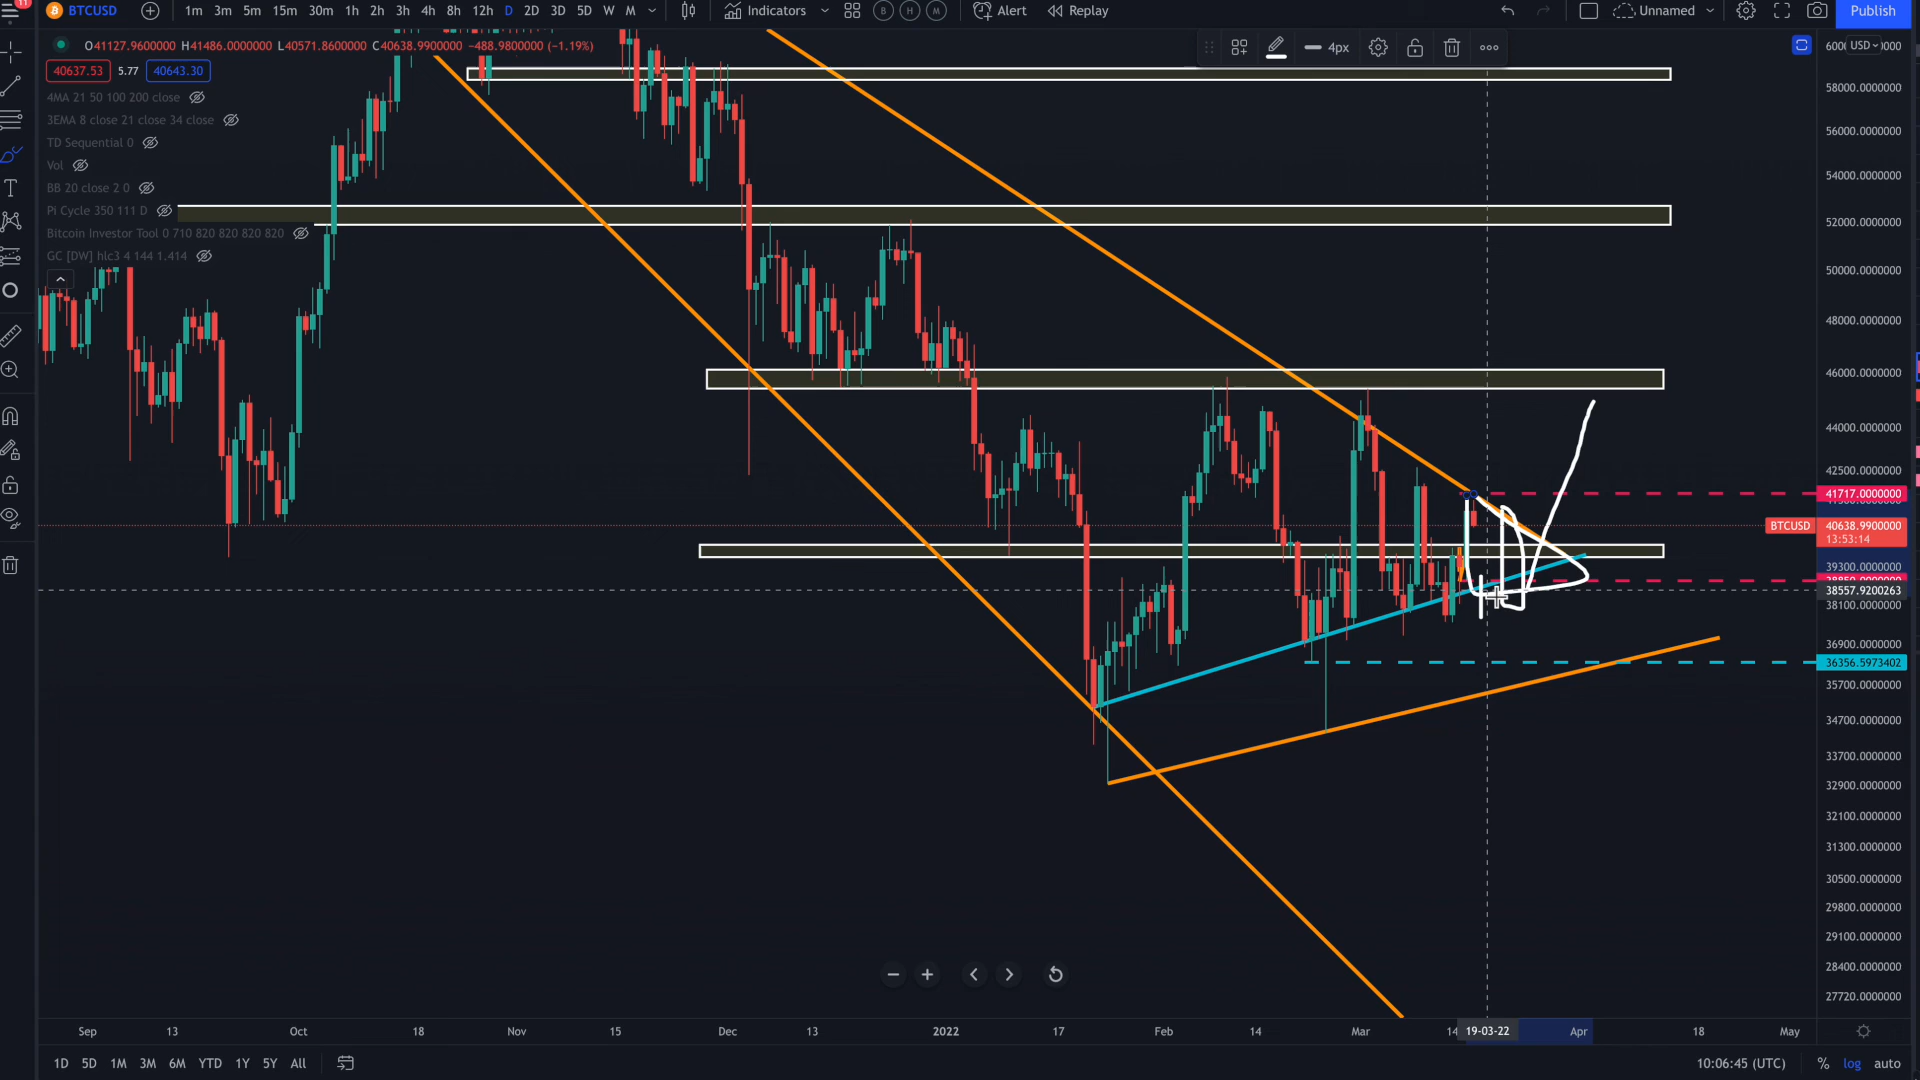 11
BTCUSD 1m 3m 5m 15m 30m 1h 2h 3h 4h 8h 12h D 2D 3D 5D W M Indicators B H M Alert Replay Unnamed Publish
O41127.9600000 H41486.0000000 L40571.8600000 C40638.9900000 −488.9800000 (−1.19%)
4px
USD
40637.53 5.77 40643.30
4MA 21 50 100 200 close
3EMA 8 close 21 close 34 close
TD Sequential 0
Vol
BB 20 close 2 0
Pi Cycle 350 111 D
Bitcoin Investor Tool 0 710 820 820 820 820
GC [DW] hlc3 4 144 1.414
58000.0000000
56000.0000000
54000.0000000
52000.0000000
50000.0000000
48000.0000000
46000.0000000
44000.0000000
42500.0000000
41717.0000000
BTCUSD 40638.9900000
13:53:14
39300.0000000
38557.9200263
38100.0000000
36900.0000000
36356.5973402
35700.0000000
34700.0000000
33700.0000000
32900.0000000
32100.0000000
31300.0000000
30500.0000000
29800.0000000
29100.0000000
28400.0000000
27720.0000000
Sep 13 Oct 18 Nov 15 Dec 13 2022 17 Feb 14 Mar 14 19-03-22 Apr 18 May
1D 5D 1M 3M 6M YTD 1Y 5Y All 10:06:45 (UTC) % log auto